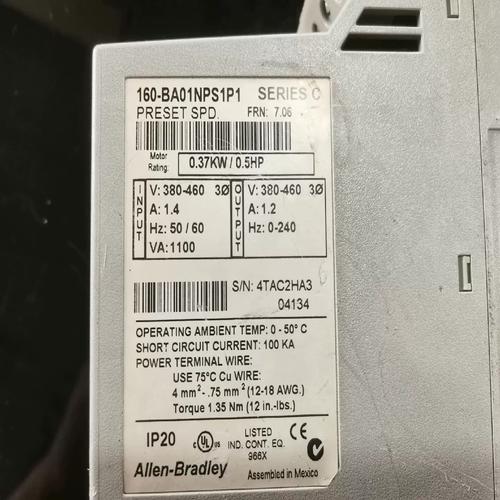 160-BA01NPS1P1 SERIES C
PRESET SPD. FRN: 7.06
Motor Rating: 0.37KW / 0.5HP
INPUT
V: 380-460 3Ø
A: 1.4
Hz: 50 / 60
VA: 1100
OUTPUT
V: 380-460 3Ø
A: 1.2
Hz: 0-240
S/N: 4TAC2HA3
04134
OPERATING AMBIENT TEMP: 0 - 50° C
SHORT CIRCUIT CURRENT: 100 KA
POWER TERMINAL WIRE:
USE 75°C Cu WIRE:
4 mm²- .75 mm² (12-18 AWG.)
Torque 1.35 Nm (12 in.-lbs.)
IP20 c UL us LISTED
IND. CONT. EQ.
966X
Allen-Bradley Assembled in Mexico